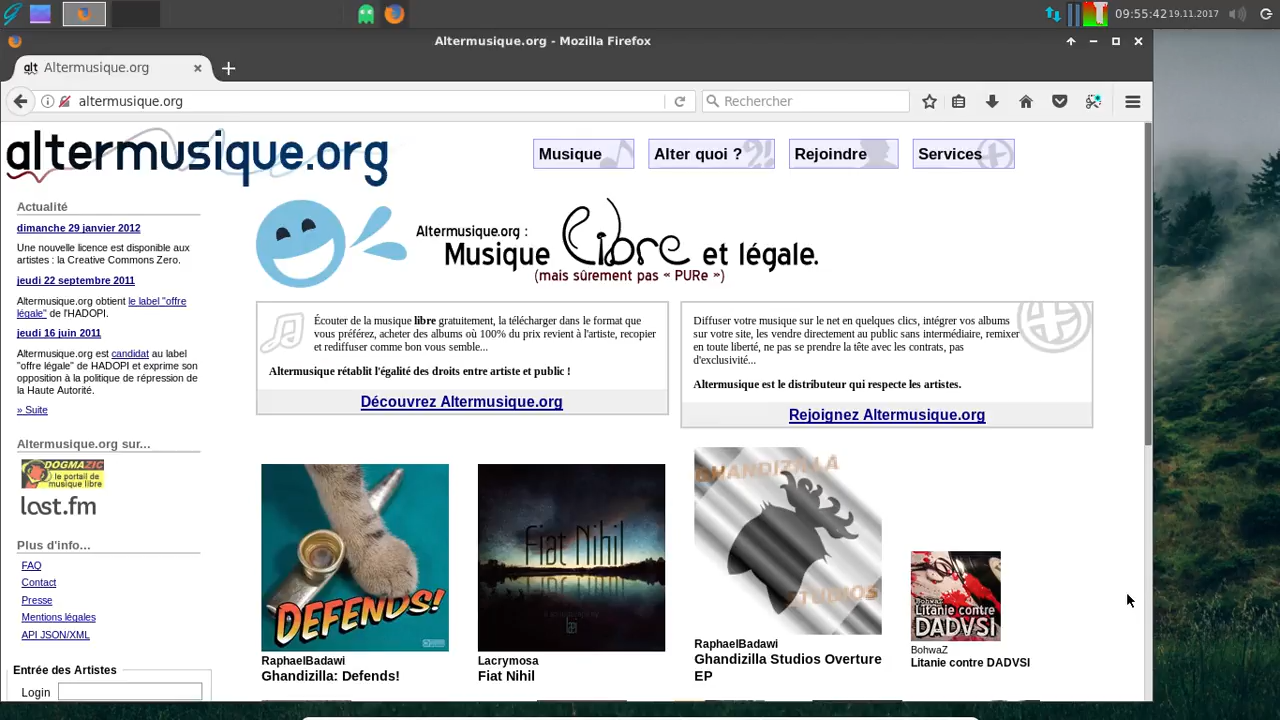 09:55:42 19.11.2017
Altermusique.org - Mozilla Firefox
alt Altermusique.org
altermusique.org
Rechercher
altermusique.org
Musique
Alter quoi ?
Rejoindre
Services
Actualité
dimanche 29 janvier 2012
Une nouvelle licence est disponible aux
artistes : la Creative Commons Zero.
jeudi 22 septembre 2011
Altermusique.org obtient le label "offre
légale" de l'HADOPI.
jeudi 16 juin 2011
Altermusique.org est candidat au label
"offre légale" de HADOPI et exprime son
opposition à la politique de répression de
la Haute Autorité.
» Suite
Altermusique.org sur...
DOGMAZIC
le portail de
musique libre
last.fm
Plus d'info...
FAQ
Contact
Presse
Mentions légales
API JSON/XML
Entrée des Artistes
Login
Altermusique.org :
Musique libre et légale.
(mais sûrement pas « PURe »)
Écouter de la musique libre gratuitement, la télécharger dans le format que
vous préférez, acheter des albums où 100% du prix revient à l'artiste, recopier
et rediffuser comme bon vous semble...
Altermusique rétablit l'égalité des droits entre artiste et public !
Découvrez Altermusique.org
Diffuser votre musique sur le net en quelques clics, intégrer vos albums
sur votre site, les vendre directement au public sans intermédiaire, remixer
en toute liberté, ne pas se prendre la tête avec les contrats, pas
d'exclusivité...
Altermusique est le distributeur qui respecte les artistes.
Rejoignez Altermusique.org
DEFENDS!
RaphaelBadawi
Ghandizilla: Defends!
Fiat Nihil
Lacrymosa
Fiat Nihil
GHANDIZILLA
STUDIOS
RaphaelBadawi
Ghandizilla Studios Overture
EP
BohwaZ
Litanie contre
DADVSI
BohwaZ
Litanie contre DADVSI